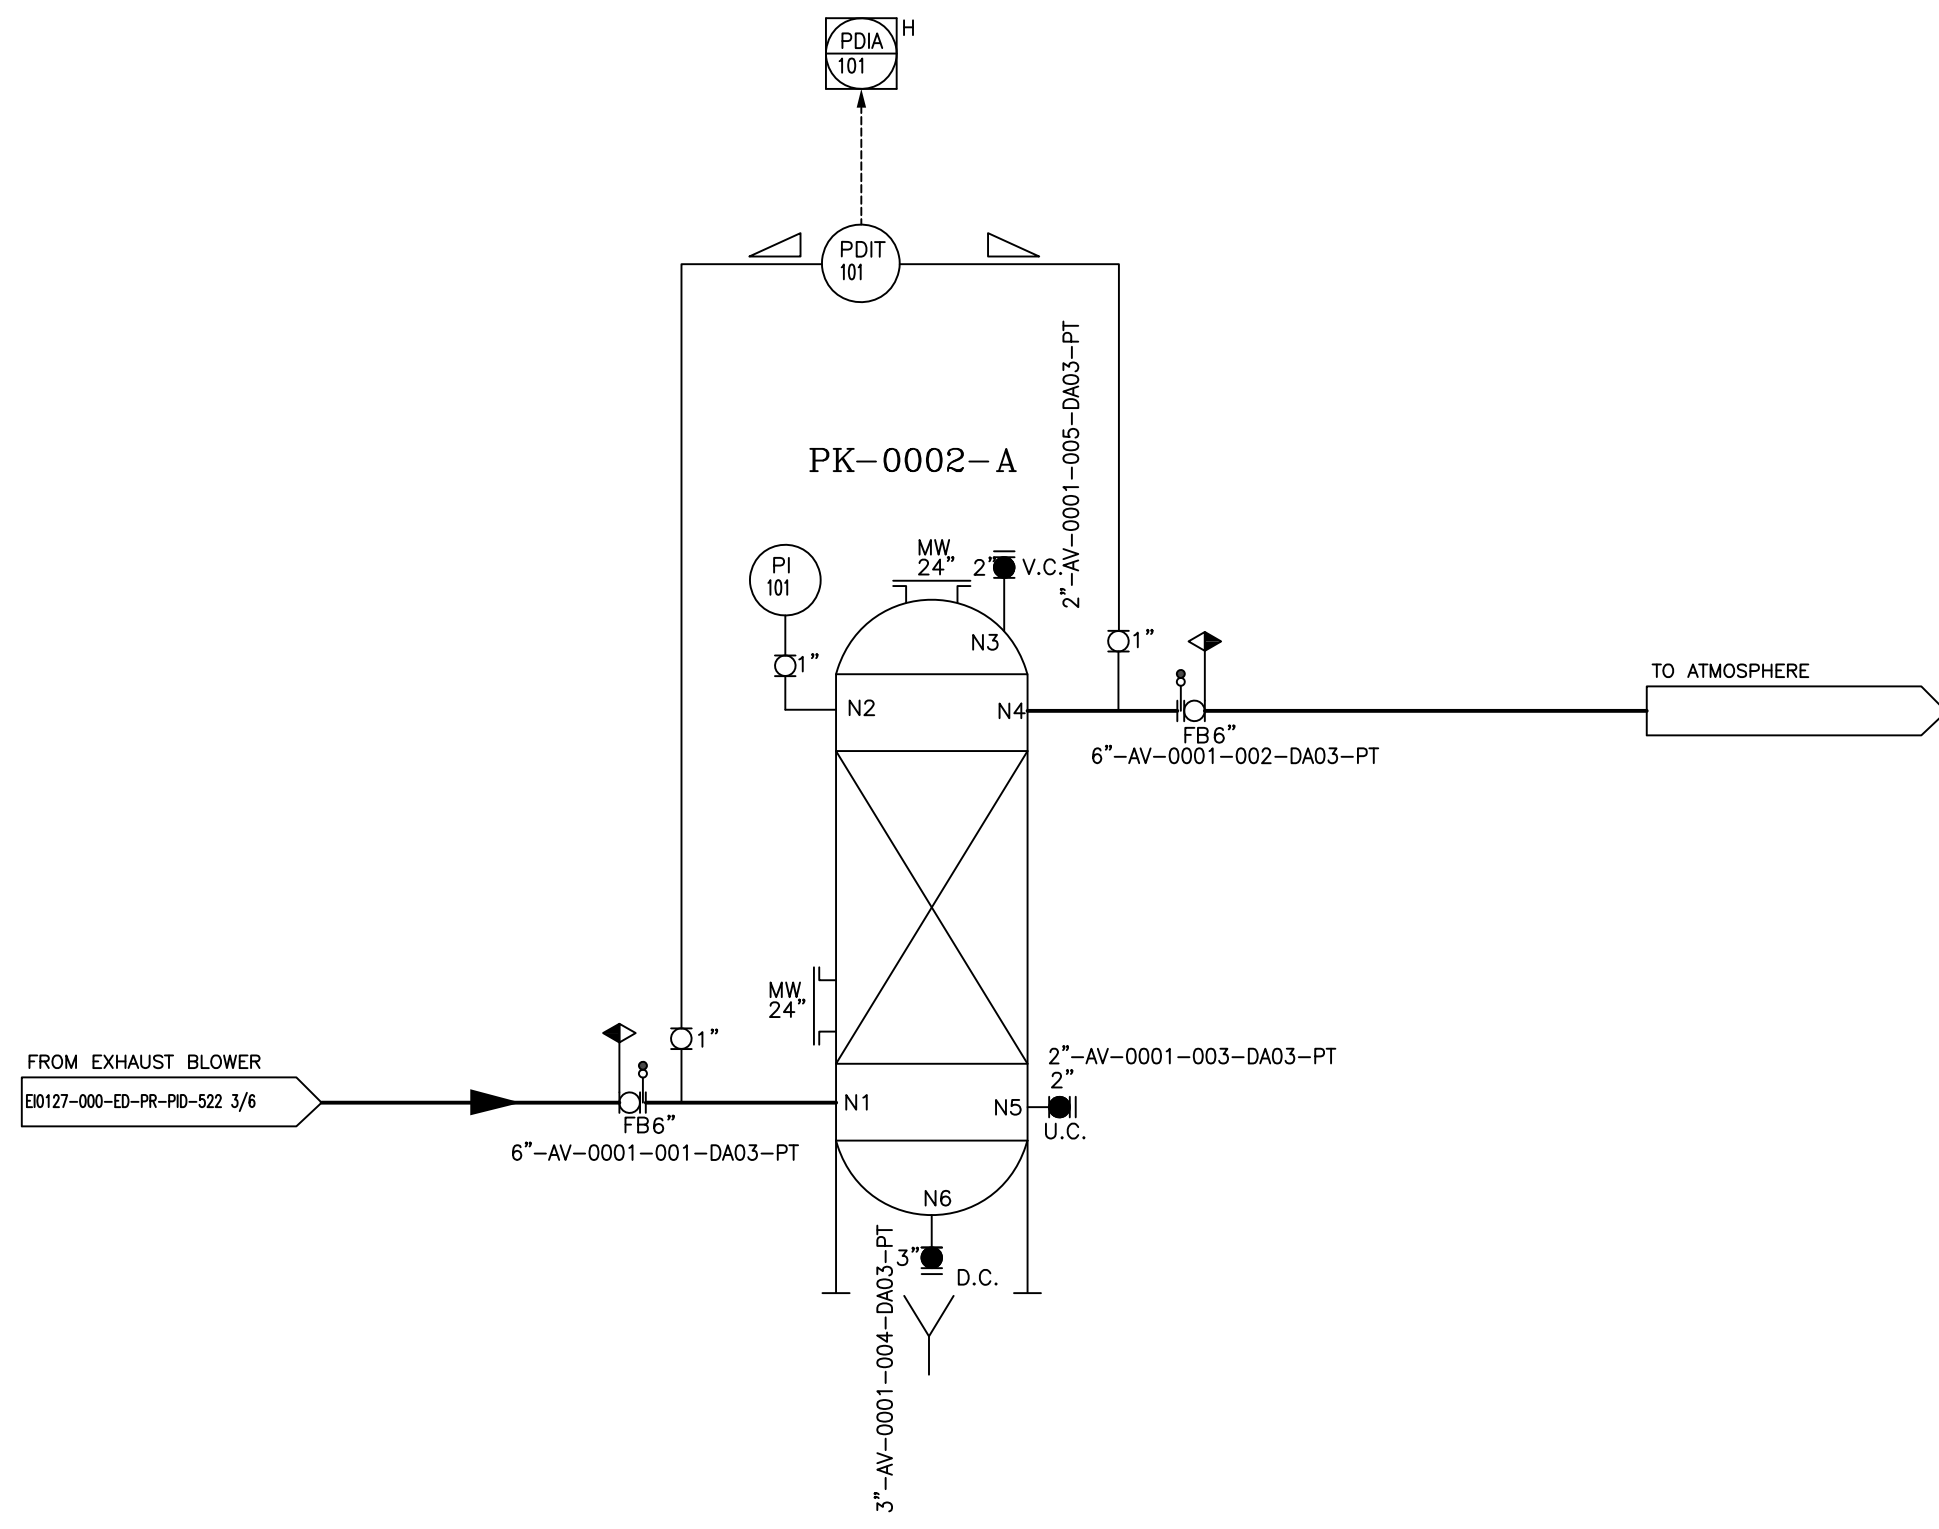 PDIA
101
H
PDIT
101
2"-AV-0001-005-DA03-PT
PK-0002-A
PI
101
1"
MW
24"
2"
V.C.
N3
1"
N2
N4
FB6"
6"-AV-0001-002-DA03-PT
TO ATMOSPHERE
MW
24"
1"
FROM EXHAUST BLOWER
EI0127-000-ED-PR-PID-522 3/6
FB6"
6"-AV-0001-001-DA03-PT
N1
2"-AV-0001-003-DA03-PT
2"
N5
U.C.
N6
3"
D.C.
3"-AV-0001-004-DA03-PT